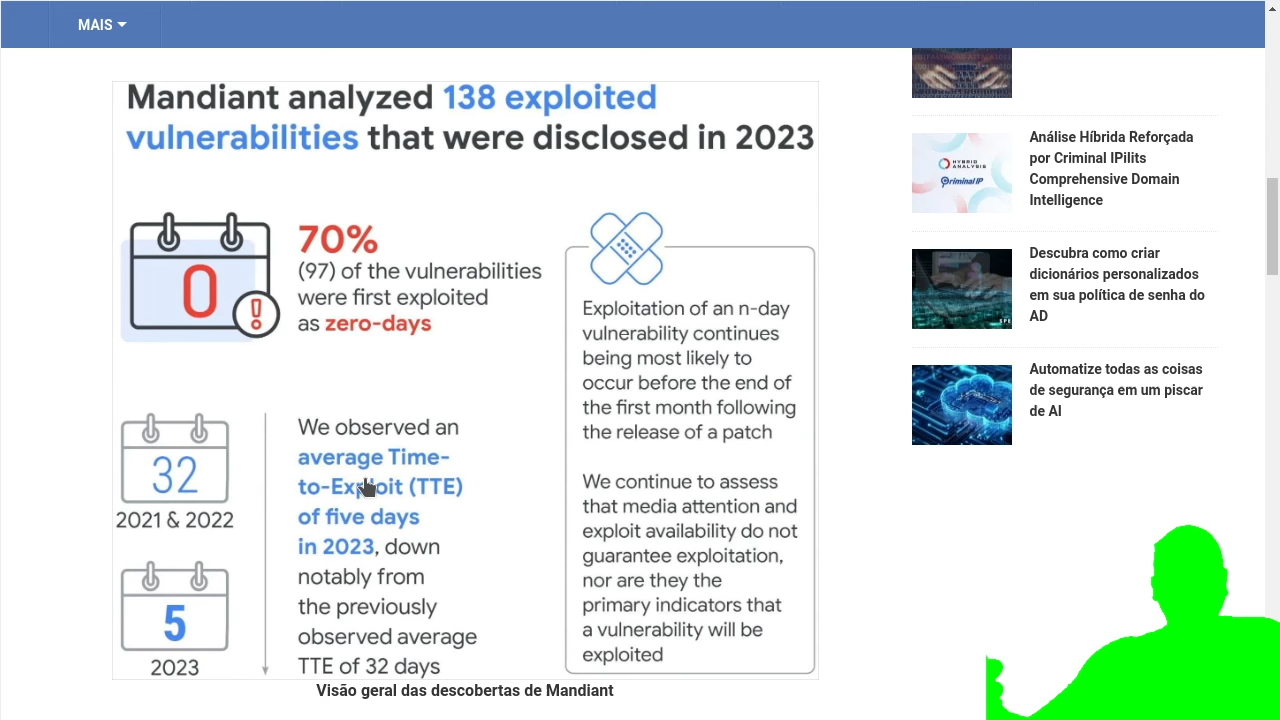 MAIS
Mandiant analyzed 138 exploited
vulnerabilities that were disclosed in 2023
0
!
70%
(97) of the vulnerabilities
were first exploited
as zero-days
32
2021 & 2022
5
2023
We observed an
average Time-
to-Exploit (TTE)
of five days
in 2023, down
notably from
the previously
observed average
TTE of 32 days
Exploitation of an n-day
vulnerability continues
being most likely to
occur before the end of
the first month following
the release of a patch
We continue to assess
that media attention and
exploit availability do not
guarantee exploitation,
nor are they the
primary indicators that
a vulnerability will be
exploited
Visão geral das descobertas de Mandiant
HYBRID
ANALYSIS
Criminal IP
Análise Híbrida Reforçada
por Criminal IPilits
Comprehensive Domain
Intelligence
Descubra como criar
dicionários personalizados
em sua política de senha do
AD
Automatize todas as coisas
de segurança em um piscar
de AI